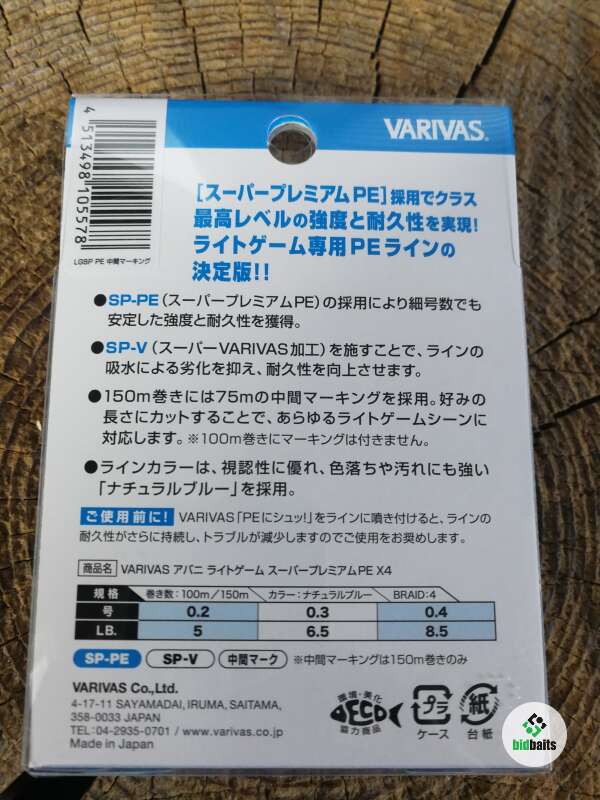 VARIVAS®
4 513498 105578
LGSP PE 中間マーキング
[スーパープレミアムPE]採用でクラス
最高レベルの強度と耐久性を実現!
ライトゲーム専用PEラインの
決定版!!
●SP-PE(スーパープレミアムPE)の採用により細号数でも
安定した強度と耐久性を獲得。
●SP-V(スーパーVARIVAS加工)を施すことで、ラインの
吸水による劣化を抑え、耐久性を向上させます。
●150m巻きには75mの中間マーキングを採用。好みの
長さにカットすることで、あらゆるライトゲームシーンに
対応します。※100m巻きにマーキングは付きません。
●ラインカラーは、視認性に優れ、色落ちや汚れにも強い
「ナチュラルブルー」を採用。
ご使用前に! VARIVAS「PEにシュッ!」をラインに噴き付けると、ラインの
耐久性がさらに持続し、トラブルが減少しますのでご使用をお奨めします。
商品名 VARIVAS アバニ ライトゲーム スーパープレミアムPE X4
規格 巻き数:100m/150m カラー:ナチュラルブルー BRAID:4
号 0.2 0.3 0.4
LB. 5 6.5 8.5
SP-PE SP-V 中間マーク ※中間マーキングは150m巻きのみ
VARIVAS Co.,Ltd.
4-17-11 SAYAMADAI, IRUMA, SAITAMA,
358-0033 JAPAN
TEL:04-2935-0701 / www.varivas.co.jp
Made in Japan
環境・美化
ECO
協力商品
プラ
ケース
紙
台紙
bidbaits